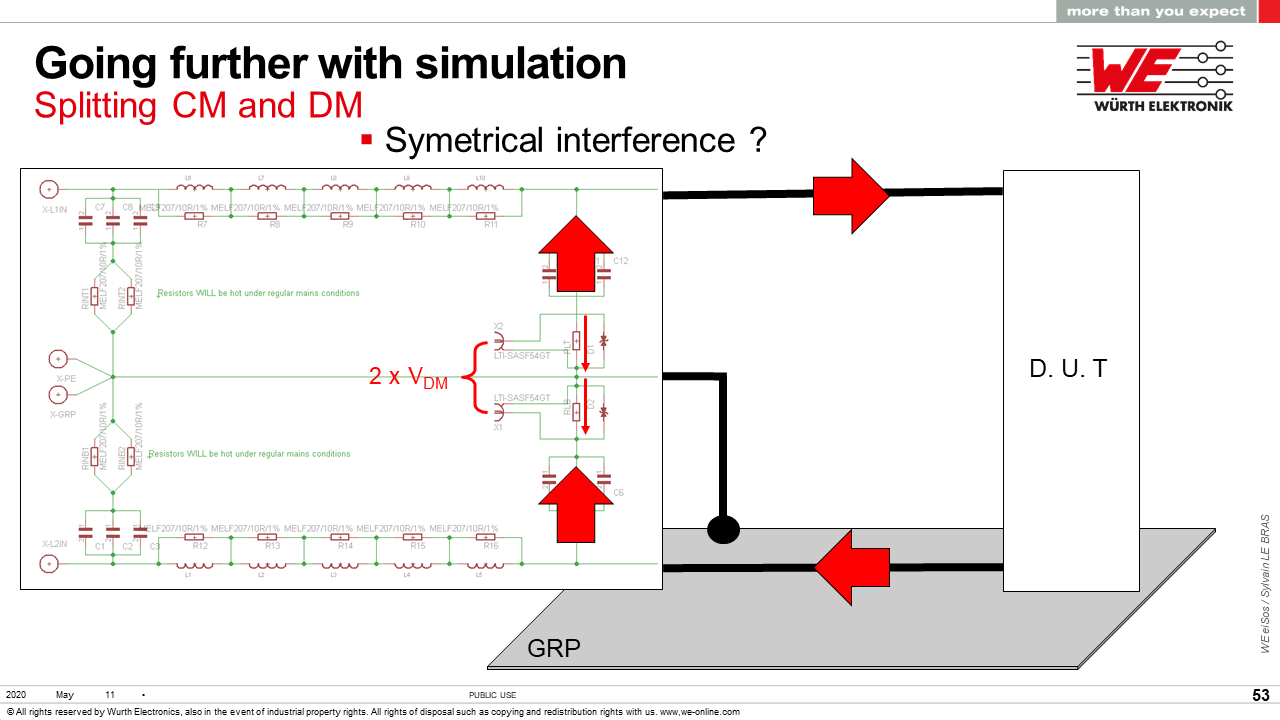 more than you expect
Going further with simulation
Splitting CM and DM
WE
WÜRTH ELEKTRONIK
▪ Symetrical interference ?
L6 L7 L8 L9 L10
X-L1IN
C7 C8
MELF207/10R/1% MELF207/10R/1% MELF207/10R/1% MELF207/10R/1%
R7 R8 R9 R10 R11
C12
RINT1
MELF207/10R/1%
RINT2
MELF207/10R/1%
Resistors WILL be hot under regular mains conditions
X2
LTI-SASF54GT
D1
X-PE
2 x VDM
X-GRP
LTI-SASF54GT
X1
D2
D. U. T
RINB1
MELF207/10R/1%
RINB2
MELF207/10R/1%
Resistors WILL be hot under regular mains conditions
C6
X-L2IN
C1 C2 C3
MELF207/10R/1% MELF207/10R/1% MELF207/10R/1% MELF207/10R/1% MELF207/10R/1%
R12 R13 R14 R15 R16
L1 L2 L3 L4 L5
GRP
WE eiSos / Sylvain LE BRAS
2020 May 11 •
PUBLIC USE
53
© All rights reserved by Wurth Electronics, also in the event of industrial property rights. All rights of disposal such as copying and redistribution rights with us. www,we-online.com